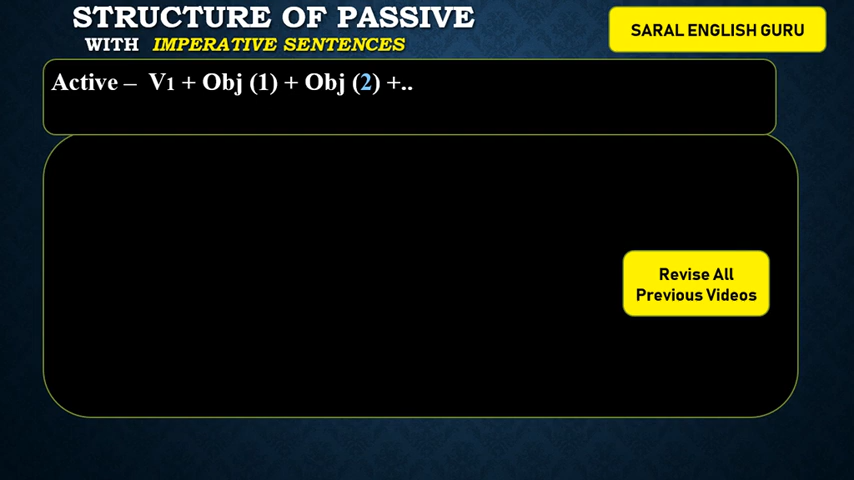 STRUCTURE OF PASSIVE
WITH IMPERATIVE SENTENCES
SARAL ENGLISH GURU
Active – V1 + Obj (1) + Obj (2) +..
Revise All
Previous Videos